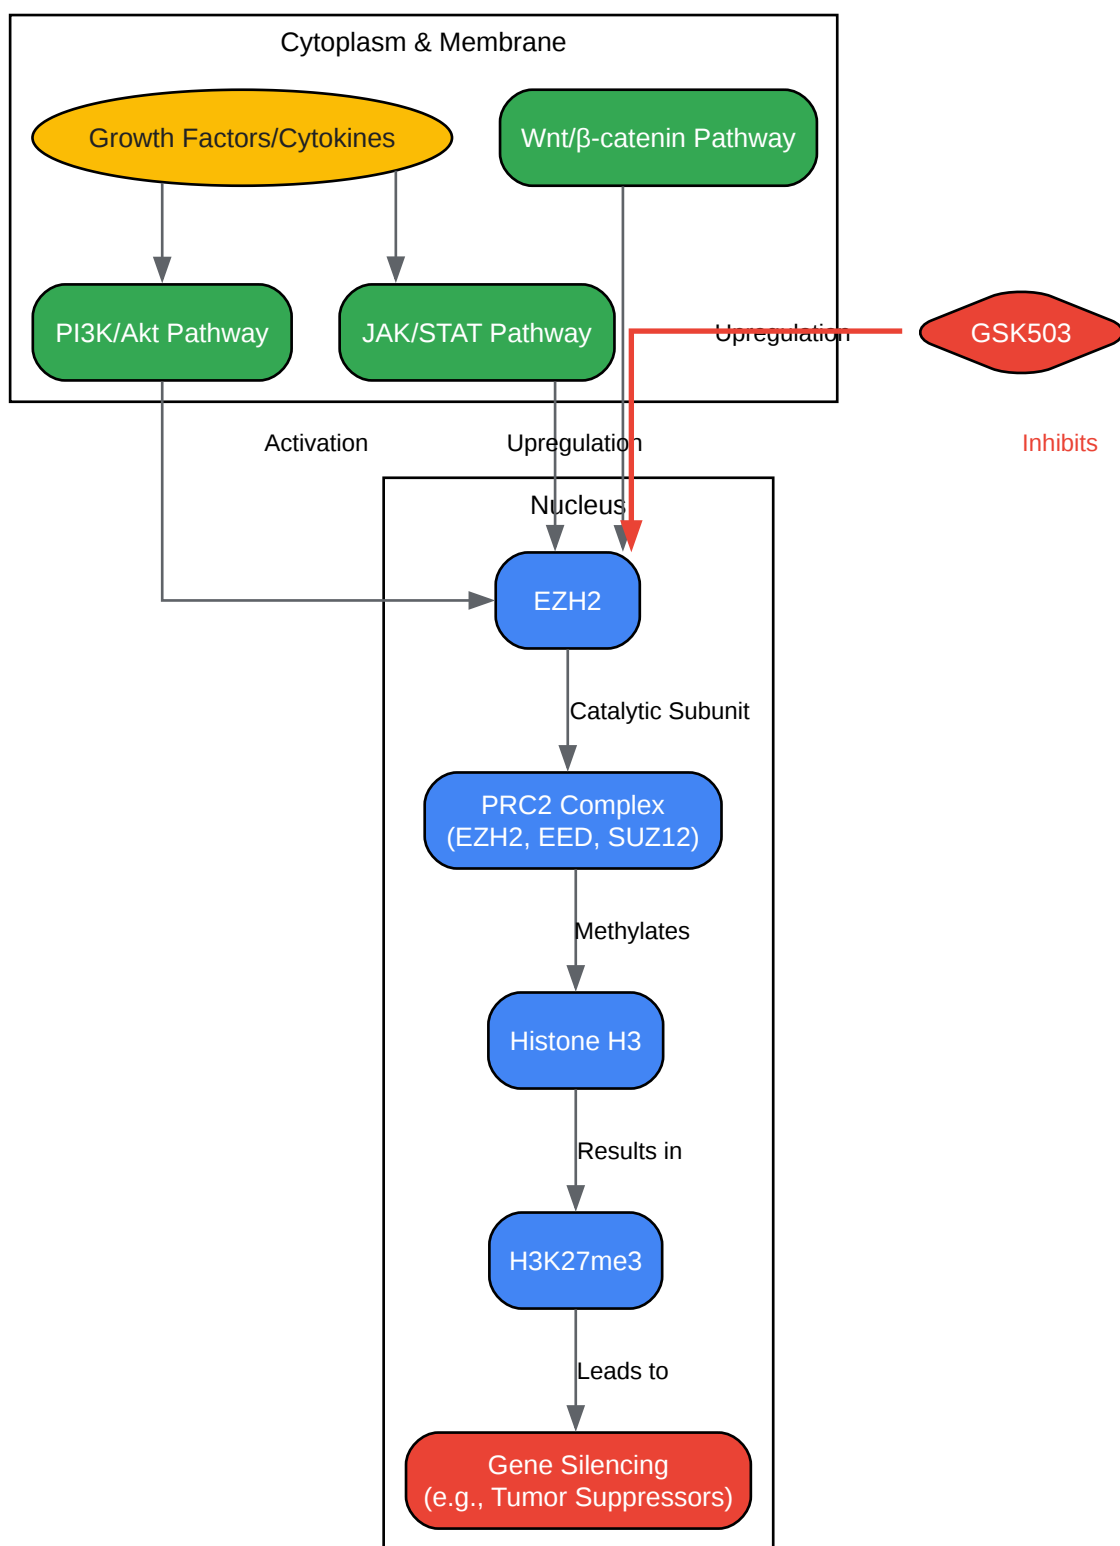 Cytoplasm & Membrane
Growth Factors/Cytokines
Wnt/β-catenin Pathway
PI3K/Akt Pathway
JAK/STAT Pathway
Upregulation
GSK503
Activation
Upregulation
Inhibits
Nucleus
EZH2
Catalytic Subunit
PRC2 Complex
(EZH2, EED, SUZ12)
Methylates
Histone H3
Results in
H3K27me3
Leads to
Gene Silencing
(e.g., Tumor Suppressors)